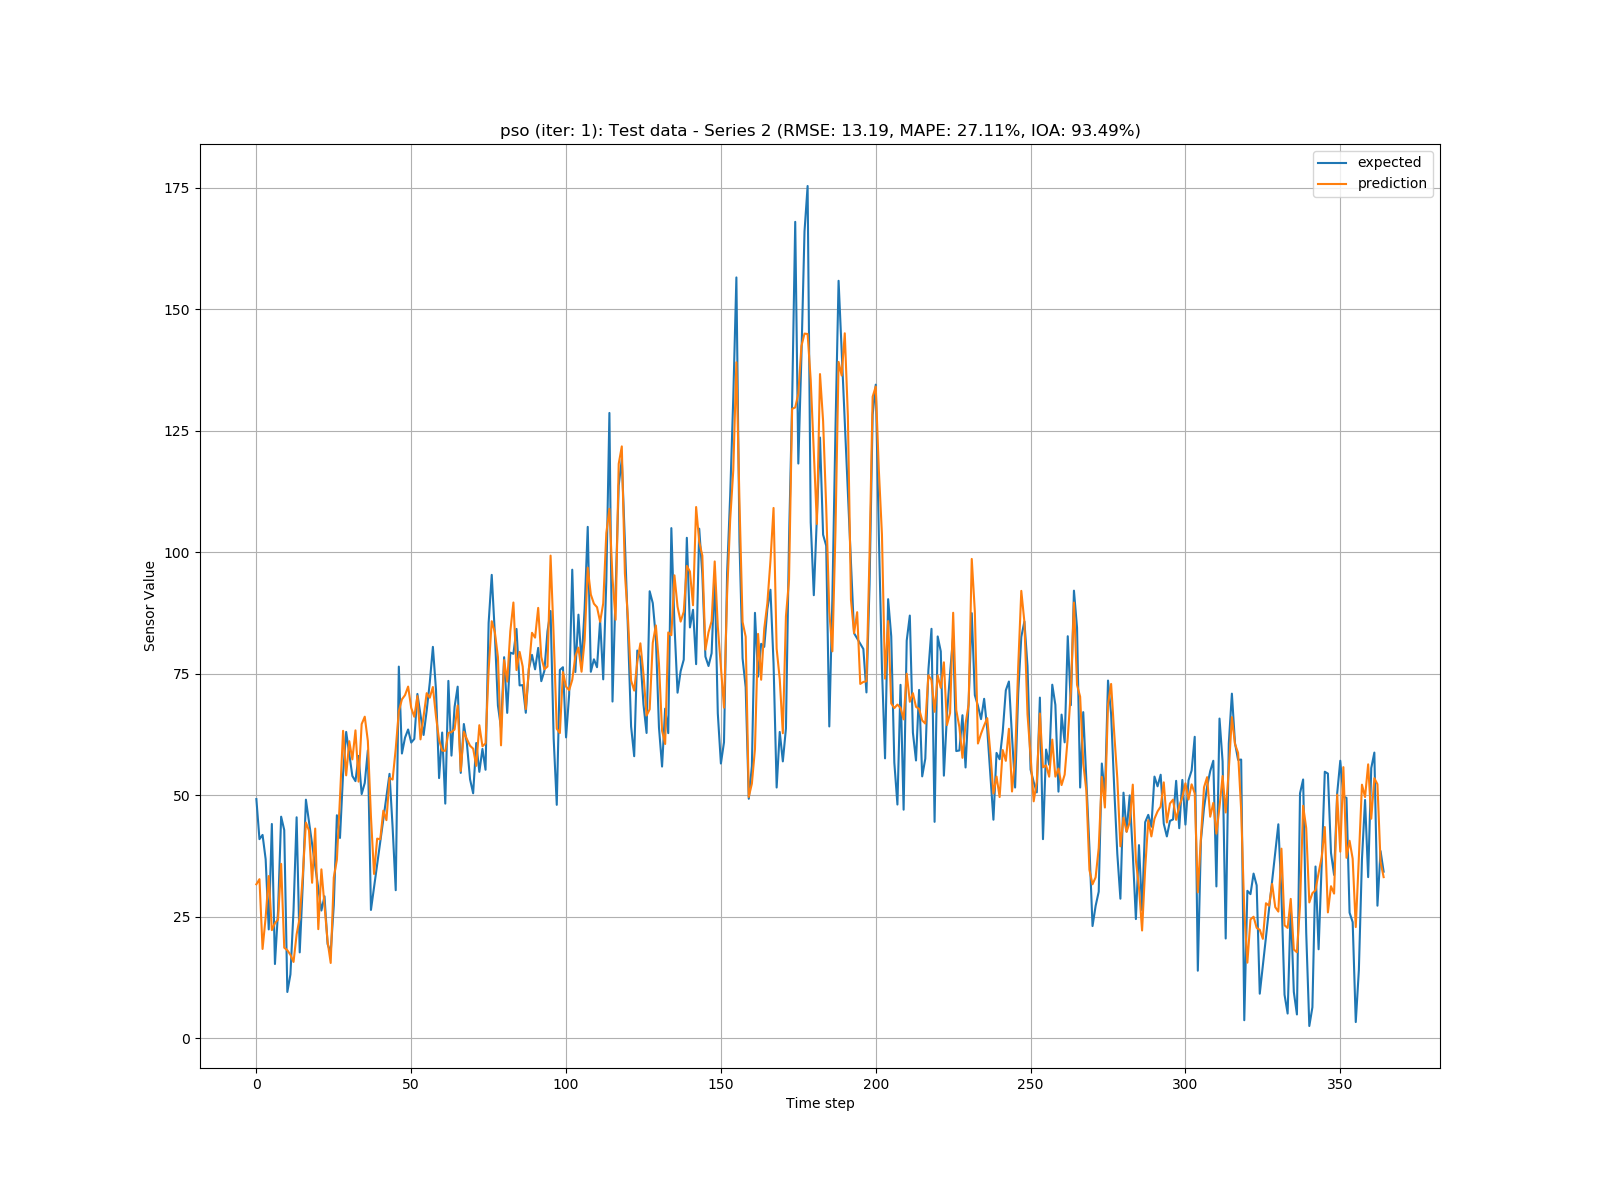 pso (iter: 1): Test data - Series 2 (RMSE: 13.19, MAPE: 27.11%, IOA: 93.49%)
expected
prediction
175
150
125
100
75
50
25
0
Sensor Value
0 50 100 150 200 250 300 350
Time step